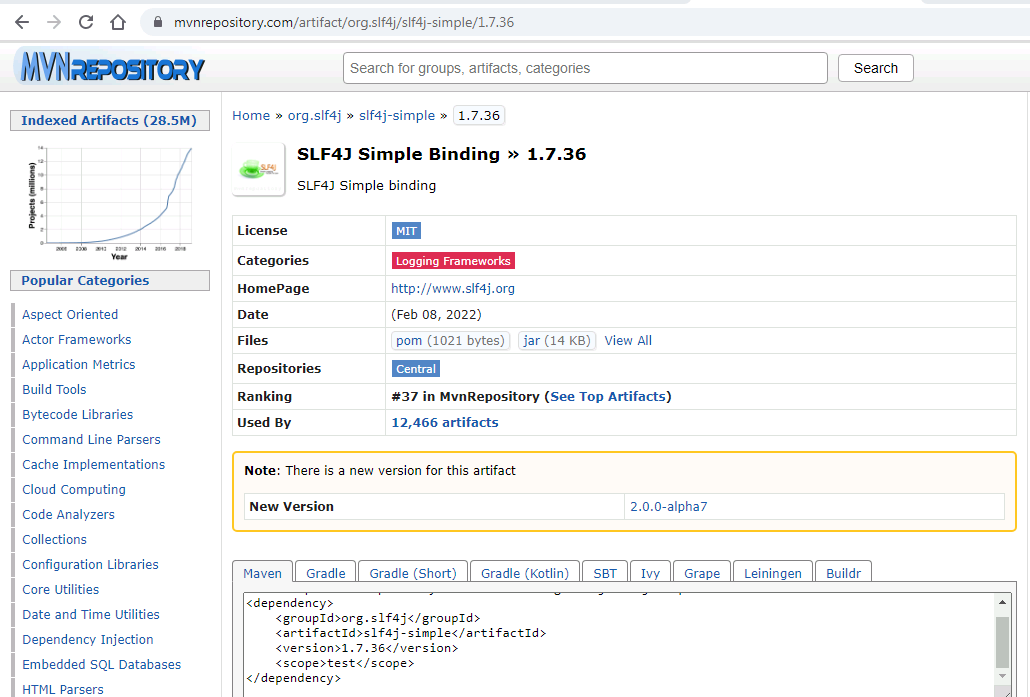 mvnrepository.com/artifact/org.slf4j/slf4j-simple/1.7.36
MVNREPOSITORY
Search for groups, artifacts, categories
Search
Indexed Artifacts (28.5M)
Projects (millions)
Year
Popular Categories
Aspect Oriented
Actor Frameworks
Application Metrics
Build Tools
Bytecode Libraries
Command Line Parsers
Cache Implementations
Cloud Computing
Code Analyzers
Collections
Configuration Libraries
Core Utilities
Date and Time Utilities
Dependency Injection
Embedded SQL Databases
HTML Parsers
Home » org.slf4j » slf4j-simple » 1.7.36
SLF4J
SLF4J Simple Binding » 1.7.36
SLF4J Simple binding
License MIT
Categories Logging Frameworks
HomePage http://www.slf4j.org
Date (Feb 08, 2022)
Files pom (1021 bytes) jar (14 KB) View All
Repositories Central
Ranking #37 in MvnRepository (See Top Artifacts)
Used By 12,466 artifacts
Note: There is a new version for this artifact
New Version 2.0.0-alpha7
Maven Gradle Gradle (Short) Gradle (Kotlin) SBT Ivy Grape Leiningen Buildr
<dependency>
<groupId>org.slf4j</groupId>
<artifactId>slf4j-simple</artifactId>
<version>1.7.36</version>
<scope>test</scope>
</dependency>